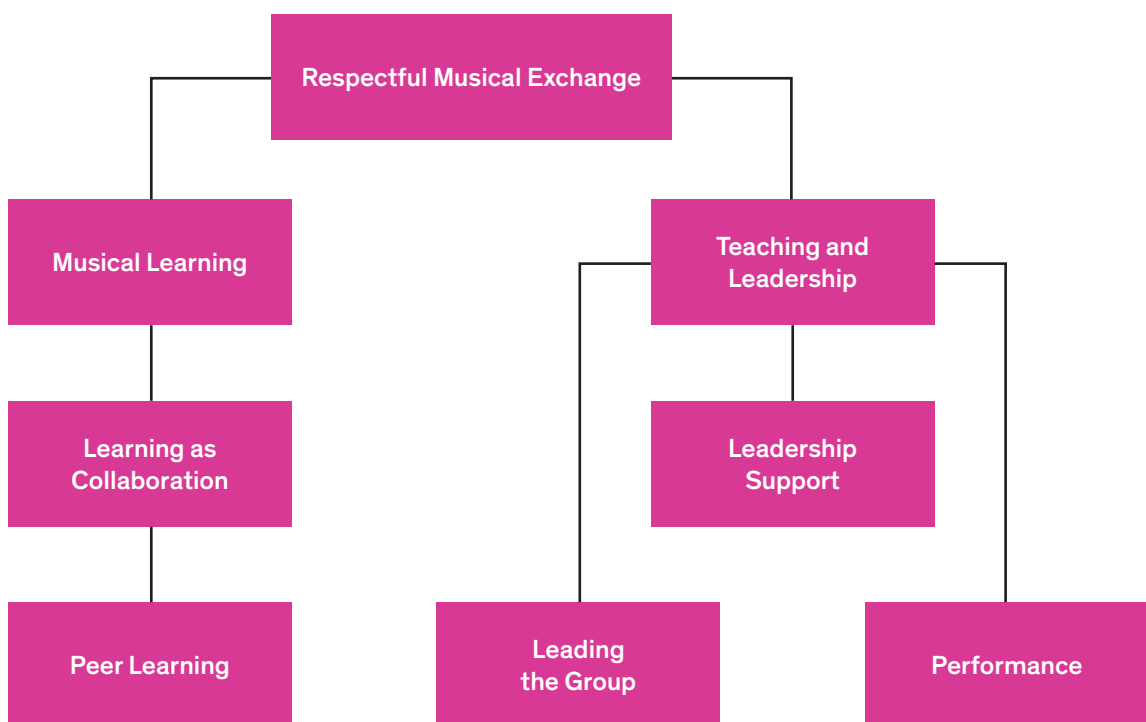 Respectful Musical Exchange
Musical Learning
Teaching and
Leadership
Learning as
Collaboration
Leadership
Support
Peer Learning
Leading
the Group
Performance